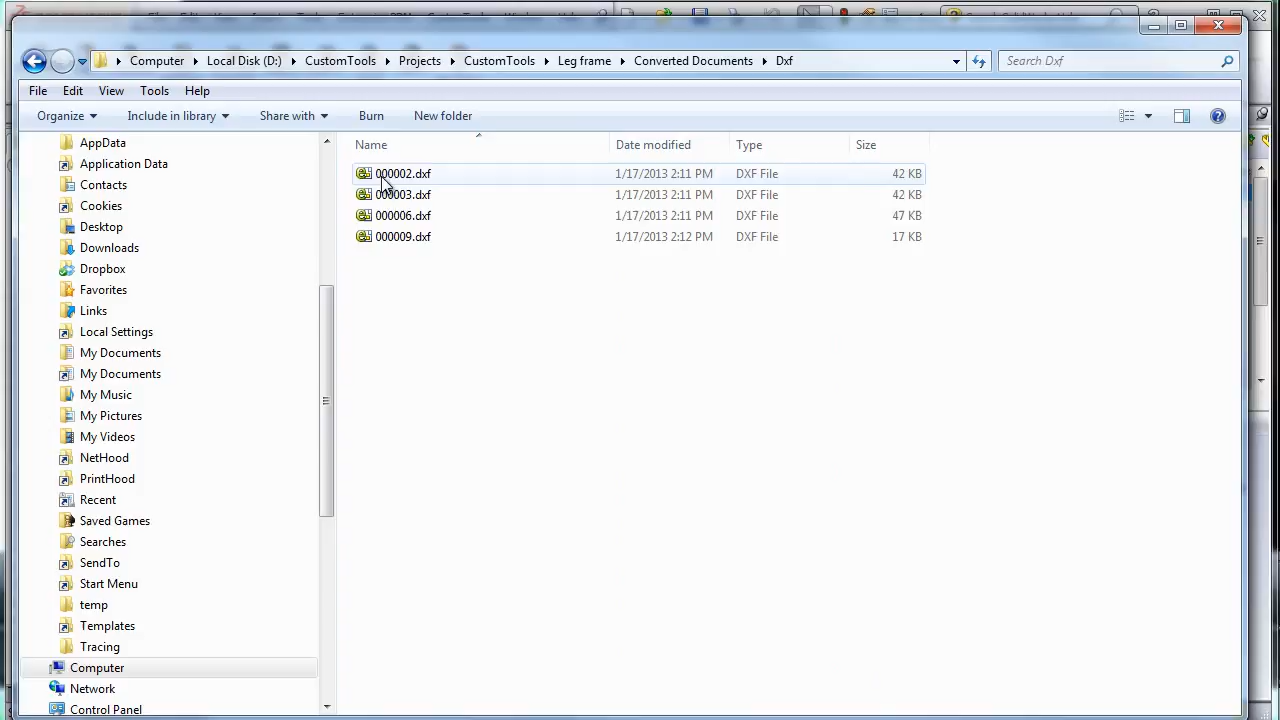 Computer Local Disk (D:) CustomTools Projects CustomTools Leg frame Converted Documents Dxf Search Dxf
File Edit View Tools Help
Organize Include in library Share with Burn New folder
Name Date modified Type Size
000002.dxf 1/17/2013 2:11 PM DXF File 42 KB
000003.dxf 1/17/2013 2:11 PM DXF File 42 KB
000006.dxf 1/17/2013 2:11 PM DXF File 47 KB
000009.dxf 1/17/2013 2:12 PM DXF File 17 KB
AppData
Application Data
Contacts
Cookies
Desktop
Downloads
Dropbox
Favorites
Links
Local Settings
My Documents
My Documents
My Music
My Pictures
My Videos
NetHood
PrintHood
Recent
Saved Games
Searches
SendTo
Start Menu
temp
Templates
Tracing
Computer
Network
Control Panel